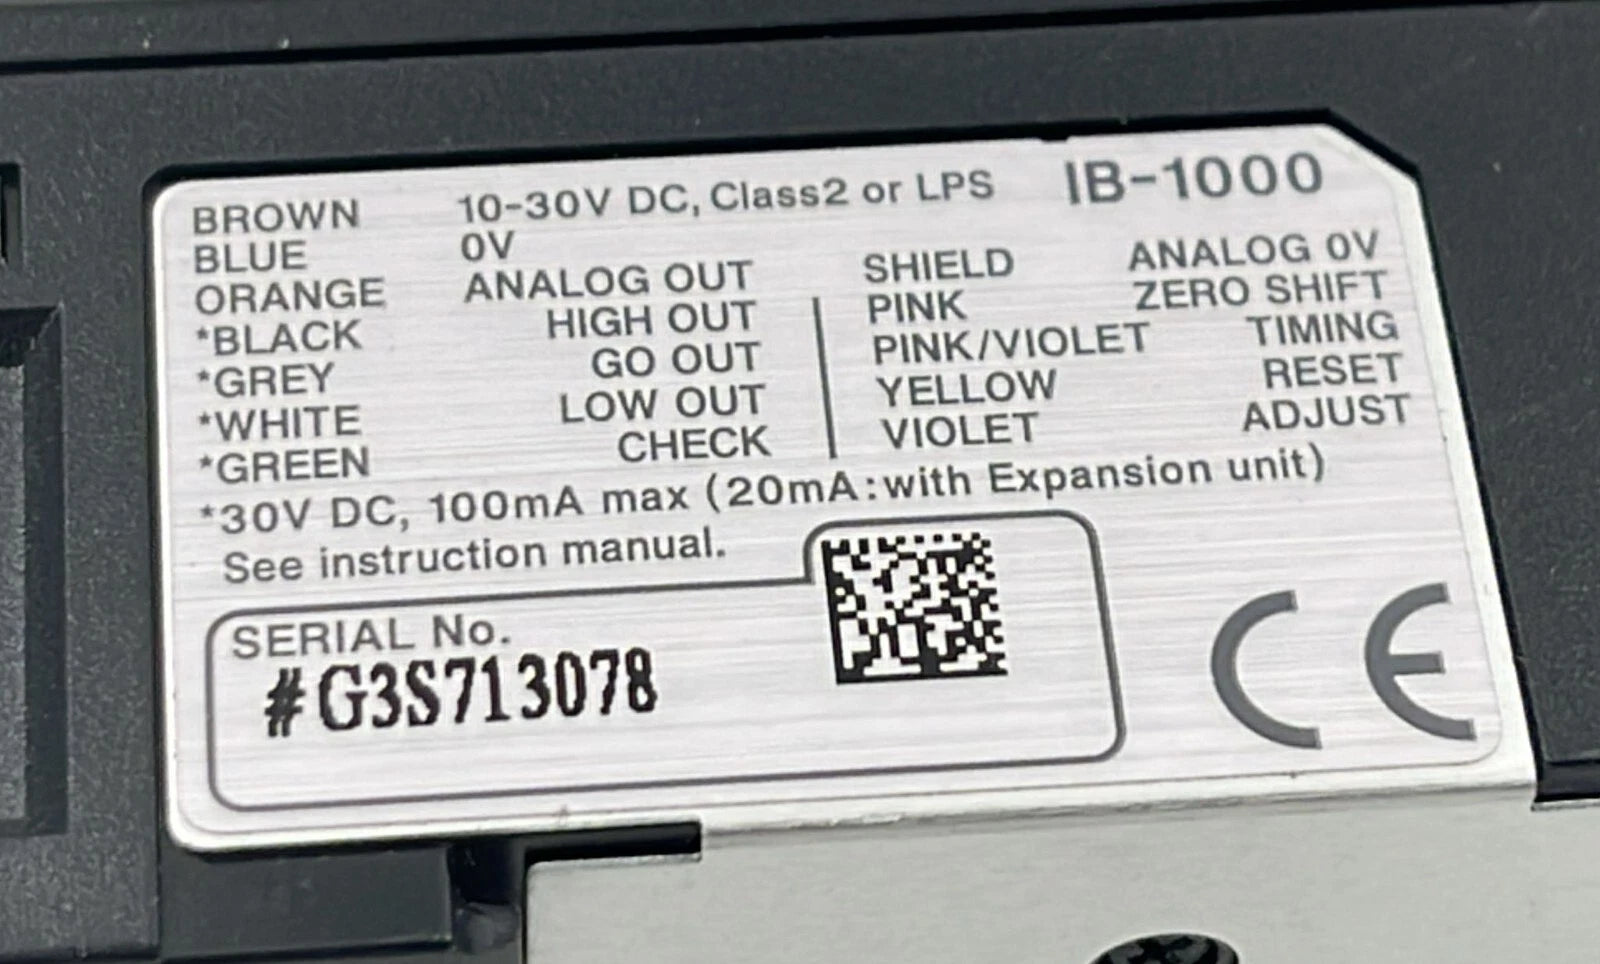 IB-1000
BROWN 10-30V DC, Class2 or LPS
BLUE 0V
ORANGE ANALOG OUT
*BLACK HIGH OUT
*GREY GO OUT
*WHITE LOW OUT
*GREEN CHECK
SHIELD ANALOG 0V
PINK ZERO SHIFT
PINK/VIOLET TIMING
YELLOW RESET
VIOLET ADJUST
*30V DC, 100mA max (20mA:with Expansion unit)
See instruction manual.
SERIAL No.
#G3S713078
CE